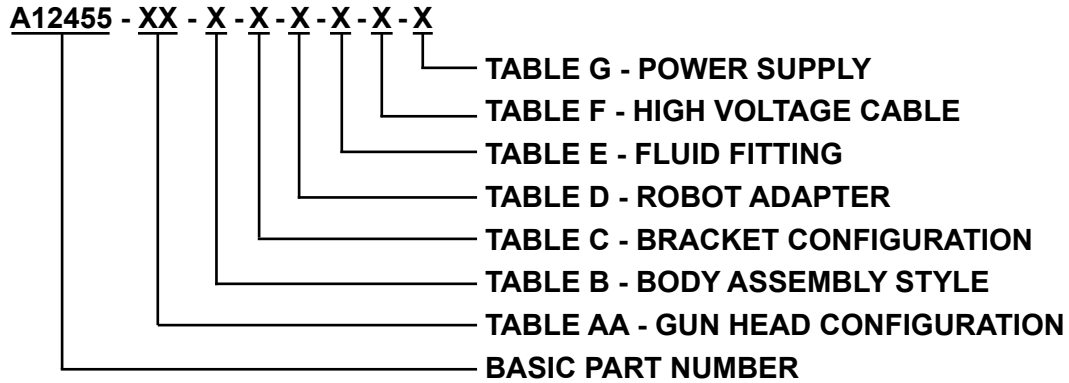 A12455 - XX - X - X - X - X - X - X
TABLE G - POWER SUPPLY
TABLE F - HIGH VOLTAGE CABLE
TABLE E - FLUID FITTING
TABLE D - ROBOT ADAPTER
TABLE C - BRACKET CONFIGURATION
TABLE B - BODY ASSEMBLY STYLE
TABLE AA - GUN HEAD CONFIGURATION
BASIC PART NUMBER